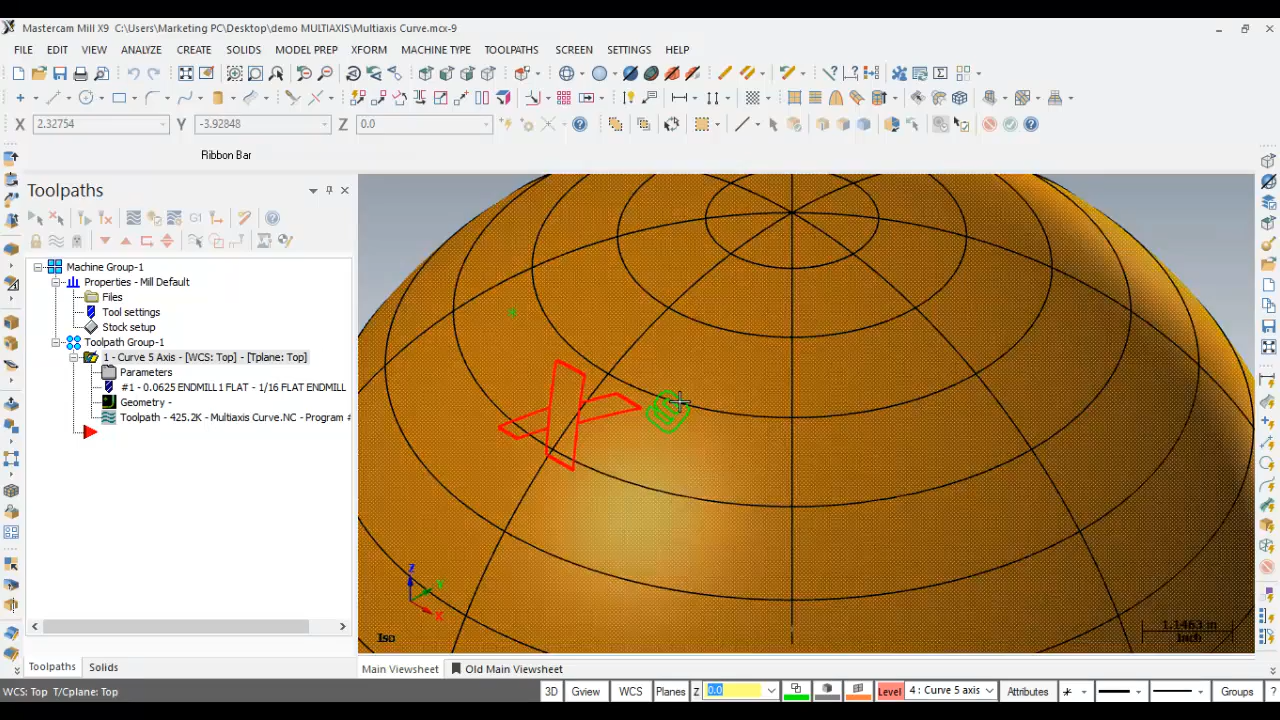 Mastercam Mill X9 C:\Users\Marketing PC\Desktop\demo MULTIAXIS\Multiaxis Curve.mcx-9
FILE EDIT VIEW ANALYZE CREATE SOLIDS MODEL PREP XFORM MACHINE TYPE TOOLPATHS SCREEN SETTINGS HELP
X 2.32754 Y -3.92848 Z 0.0
Ribbon Bar
Toolpaths
G1
Machine Group-1
Properties - Mill Default
Files
Tool settings
Stock setup
Toolpath Group-1
1 - Curve 5 Axis - [WCS: Top] - [Tplane: Top]
Parameters
#1 - 0.0625 ENDMILL1 FLAT - 1/16 FLAT ENDMILL
Geometry -
Toolpath - 425.2K - Multiaxis Curve.NC - Program #
Z
Y
X
Iso
1.1463 in
Inch
Toolpaths Solids
Main Viewsheet Old Main Viewsheet
WCS: Top T/Cplane: Top 3D Gview WCS Planes Z 0.0 Level 4 : Curve 5 axis Attributes Groups ?